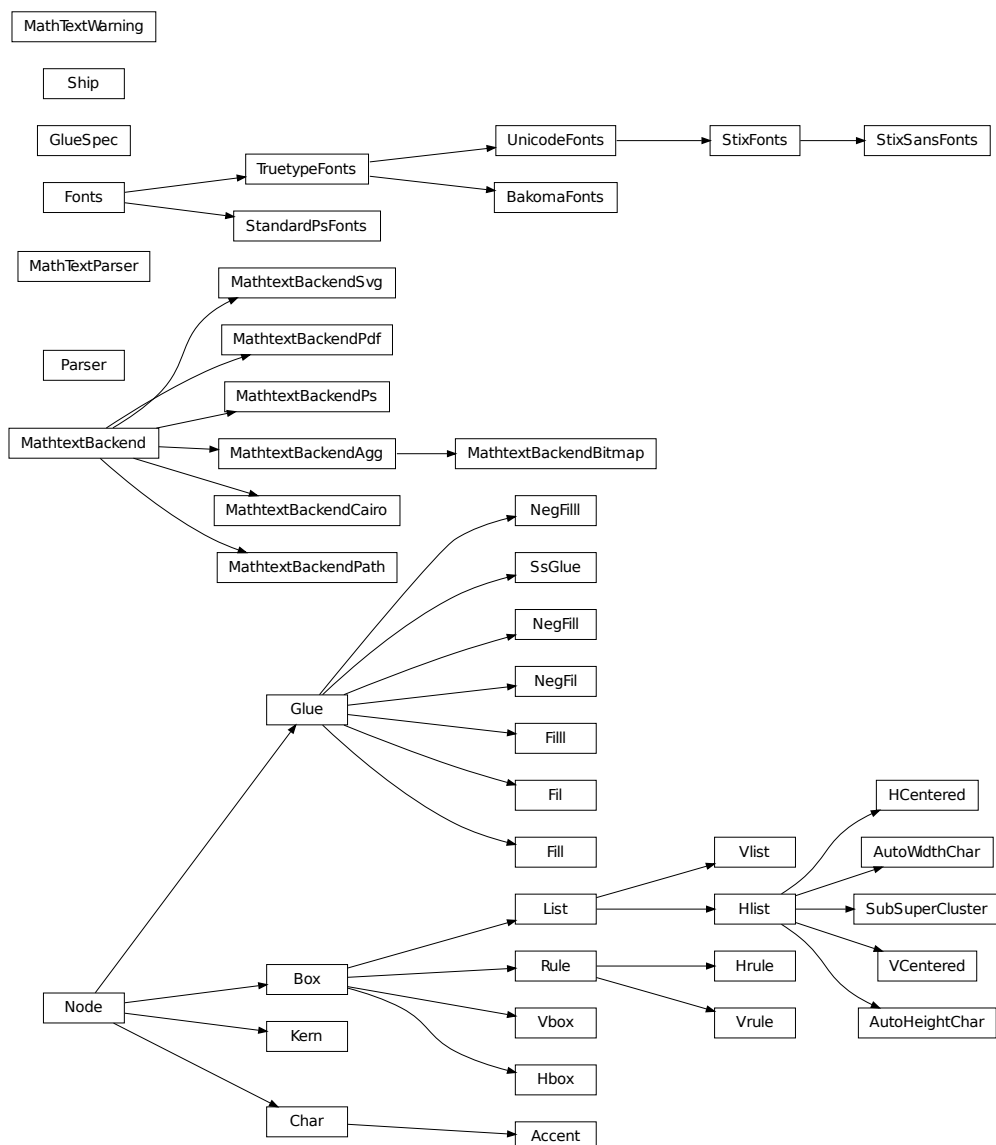 MathTextWarning
Ship
GlueSpec
UnicodeFonts
StixFonts
StixSansFonts
TruetypeFonts
Fonts
BakomaFonts
StandardPsFonts
MathTextParser
MathtextBackendSvg
MathtextBackendPdf
Parser
MathtextBackendPs
MathtextBackend
MathtextBackendAgg
MathtextBackendBitmap
MathtextBackendCairo
NegFilll
MathtextBackendPath
SsGlue
NegFill
NegFil
Glue
Filll
Fil
HCentered
Fill
Vlist
AutoWidthChar
List
Hlist
SubSuperCluster
Box
Rule
Hrule
VCentered
Node
Kern
Vbox
Vrule
AutoHeightChar
Hbox
Char
Accent